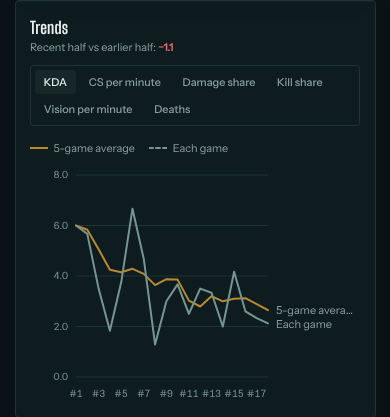 Trends
Recent half vs earlier half: −1.1
KDA CS per minute Damage share Kill share
Vision per minute Deaths
5-game average Each game
8.0
6.0
4.0
2.0
0.0
5-game avera...
Each game
#1 #3 #5 #7 #9 #11 #13 #15 #17